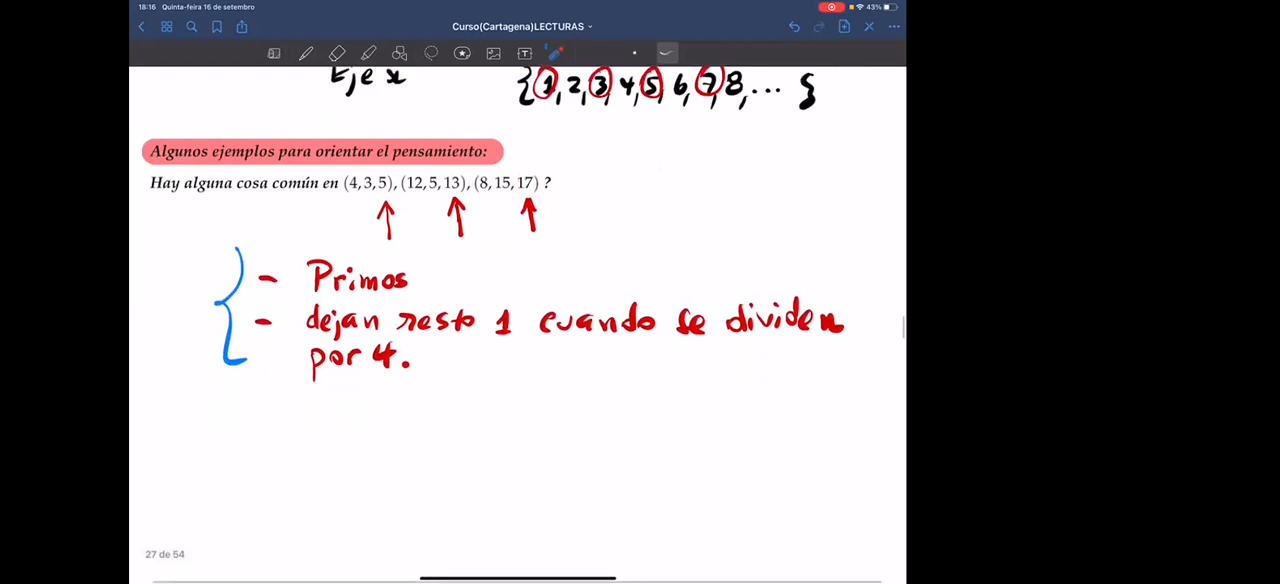 18:16 Quinta-feira 16 de setembro
43%
Curso(Cartagena)LECTURAS
Eje x {1, 2, 3, 4, 5, 6, 7, 8, ... }
Algunos ejemplos para orientar el pensamiento:
Hay alguna cosa común en (4, 3, 5), (12, 5, 13), (8, 15, 17) ?
- Primos
- dejan resto 1 cuando se dividen
por 4.
27 de 54